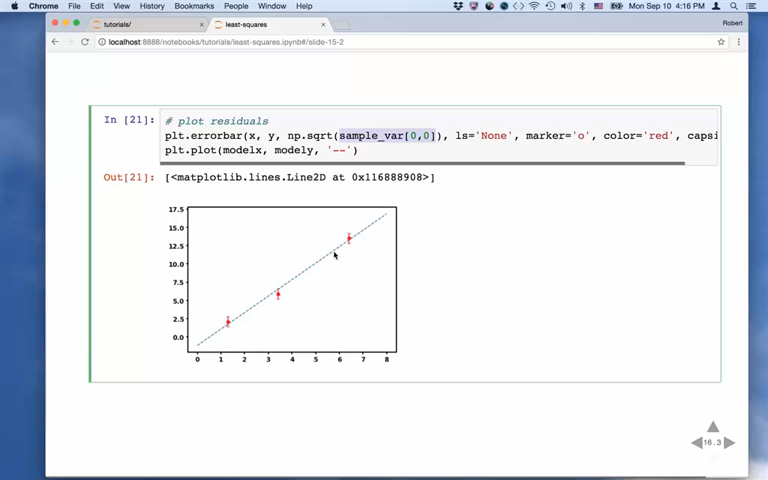 Chrome File Edit View History Bookmarks People Window Help Mon Sep 10 4:16 PM
tutorials/ least-squares Robert
localhost:8888/notebooks/tutorials/least-squares.ipynb#/slide-15-2
In [21]: # plot residuals
plt.errorbar(x, y, np.sqrt(sample_var[0,0]), ls='None', marker='o', color='red', capsi
plt.plot(modelx, modely, '--')
Out[21]: [<matplotlib.lines.Line2D at 0x116888908>]
17.5
15.0
12.5
10.0
7.5
5.0
2.5
0.0
0 1 2 3 4 5 6 7 8
16.3